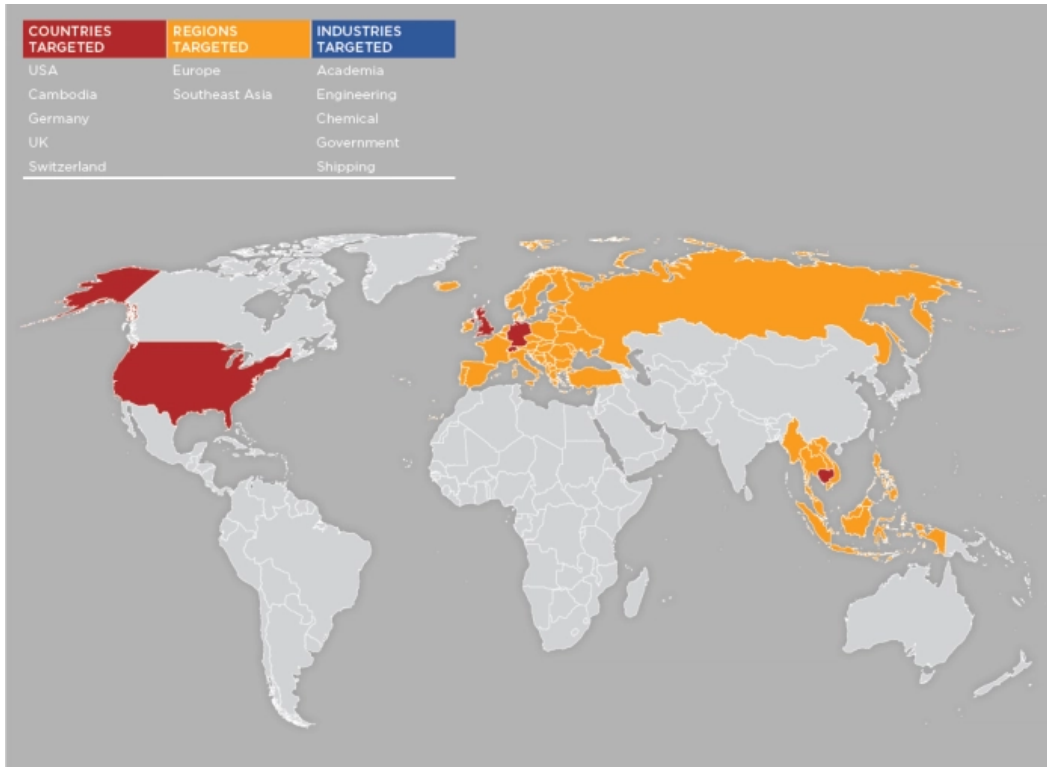 COUNTRIES
TARGETED
REGIONS
TARGETED
INDUSTRIES
TARGETED
USA
Europe
Academia
Cambodia
Southeast Asia
Engineering
Germany
Chemical
UK
Government
Switzerland
Shipping